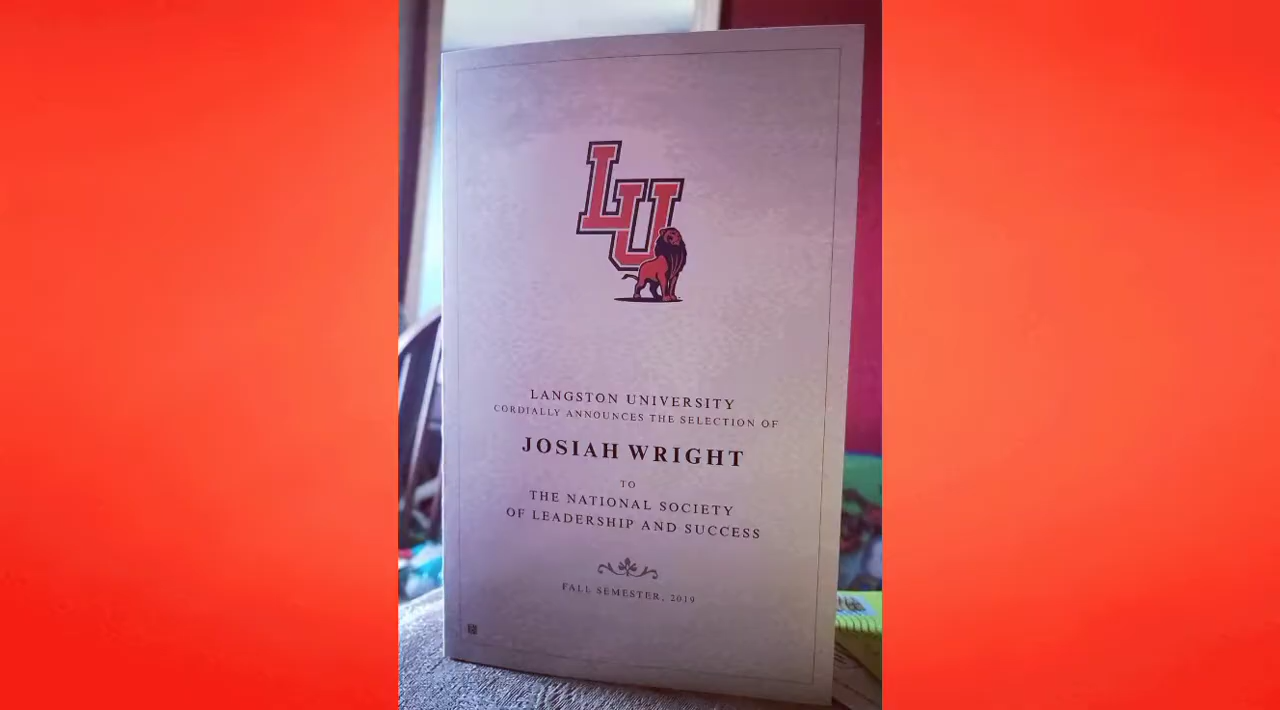 LU
LANGSTON UNIVERSITY
CORDIALLY ANNOUNCES THE SELECTION OF
JOSIAH WRIGHT
TO
THE NATIONAL SOCIETY
OF LEADERSHIP AND SUCCESS
FALL SEMESTER, 2019